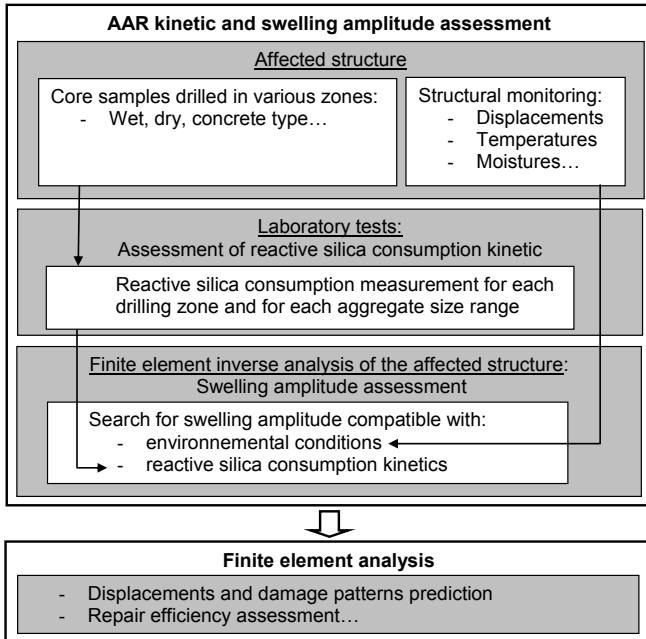 AAR kinetic and swelling amplitude assessment
Affected structure
Core samples drilled in various zones:
- Wet, dry, concrete type…
Structural monitoring:
- Displacements
- Temperatures
- Moistures…
Laboratory tests:
Assessment of reactive silica consumption kinetic
Reactive silica consumption measurement for each
drilling zone and for each aggregate size range
Finite element inverse analysis of the affected structure:
Swelling amplitude assessment
Search for swelling amplitude compatible with:
- environnemental conditions
- reactive silica consumption kinetics
Finite element analysis
- Displacements and damage patterns prediction
- Repair efficiency assessment…